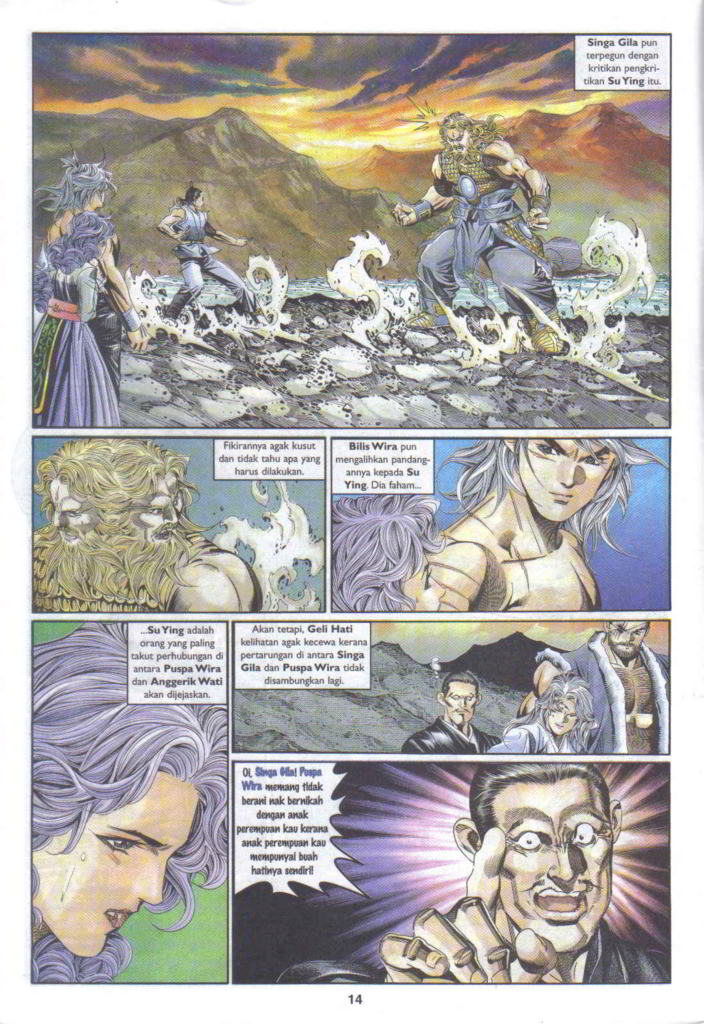 Singa Gila pun
terpegun dengan
kritikan pengkri-
tikan Su Ying itu.
Fikirannya agak kusut
dan tidak tahu apa yang
harus dilakukan.
Bilis Wira pun
mengalihkan pandang-
annya kepada Su
Ying. Dia faham...
...Su Ying adalah
orang yang paling
takut perhubungan di
antara Puspa Wira
dan Anggerik Wati
akan dijejaskan.
Akan tetapi, Geli Hati
kelihatan agak kecewa kerana
pertarungan di antara Singa
Gila dan Puspa Wira tidak
disambungkan lagi.
Oi, Singa Gila! Puspa
Wira memang tidak
berani nak bernikah
dengan anak
perempuan kau kerana
anak perempuan kau
mempunyai buah
hatinya sendiri!
14